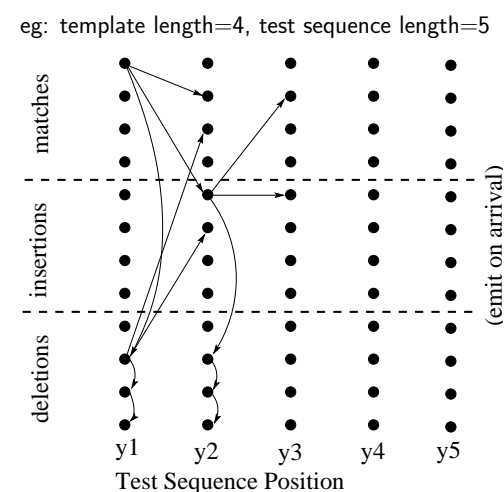 eg: template length=4, test sequence length=5
matches
insertions
deletions
(emit on arrival)
y1 y2 y3 y4 y5
Test Sequence Position